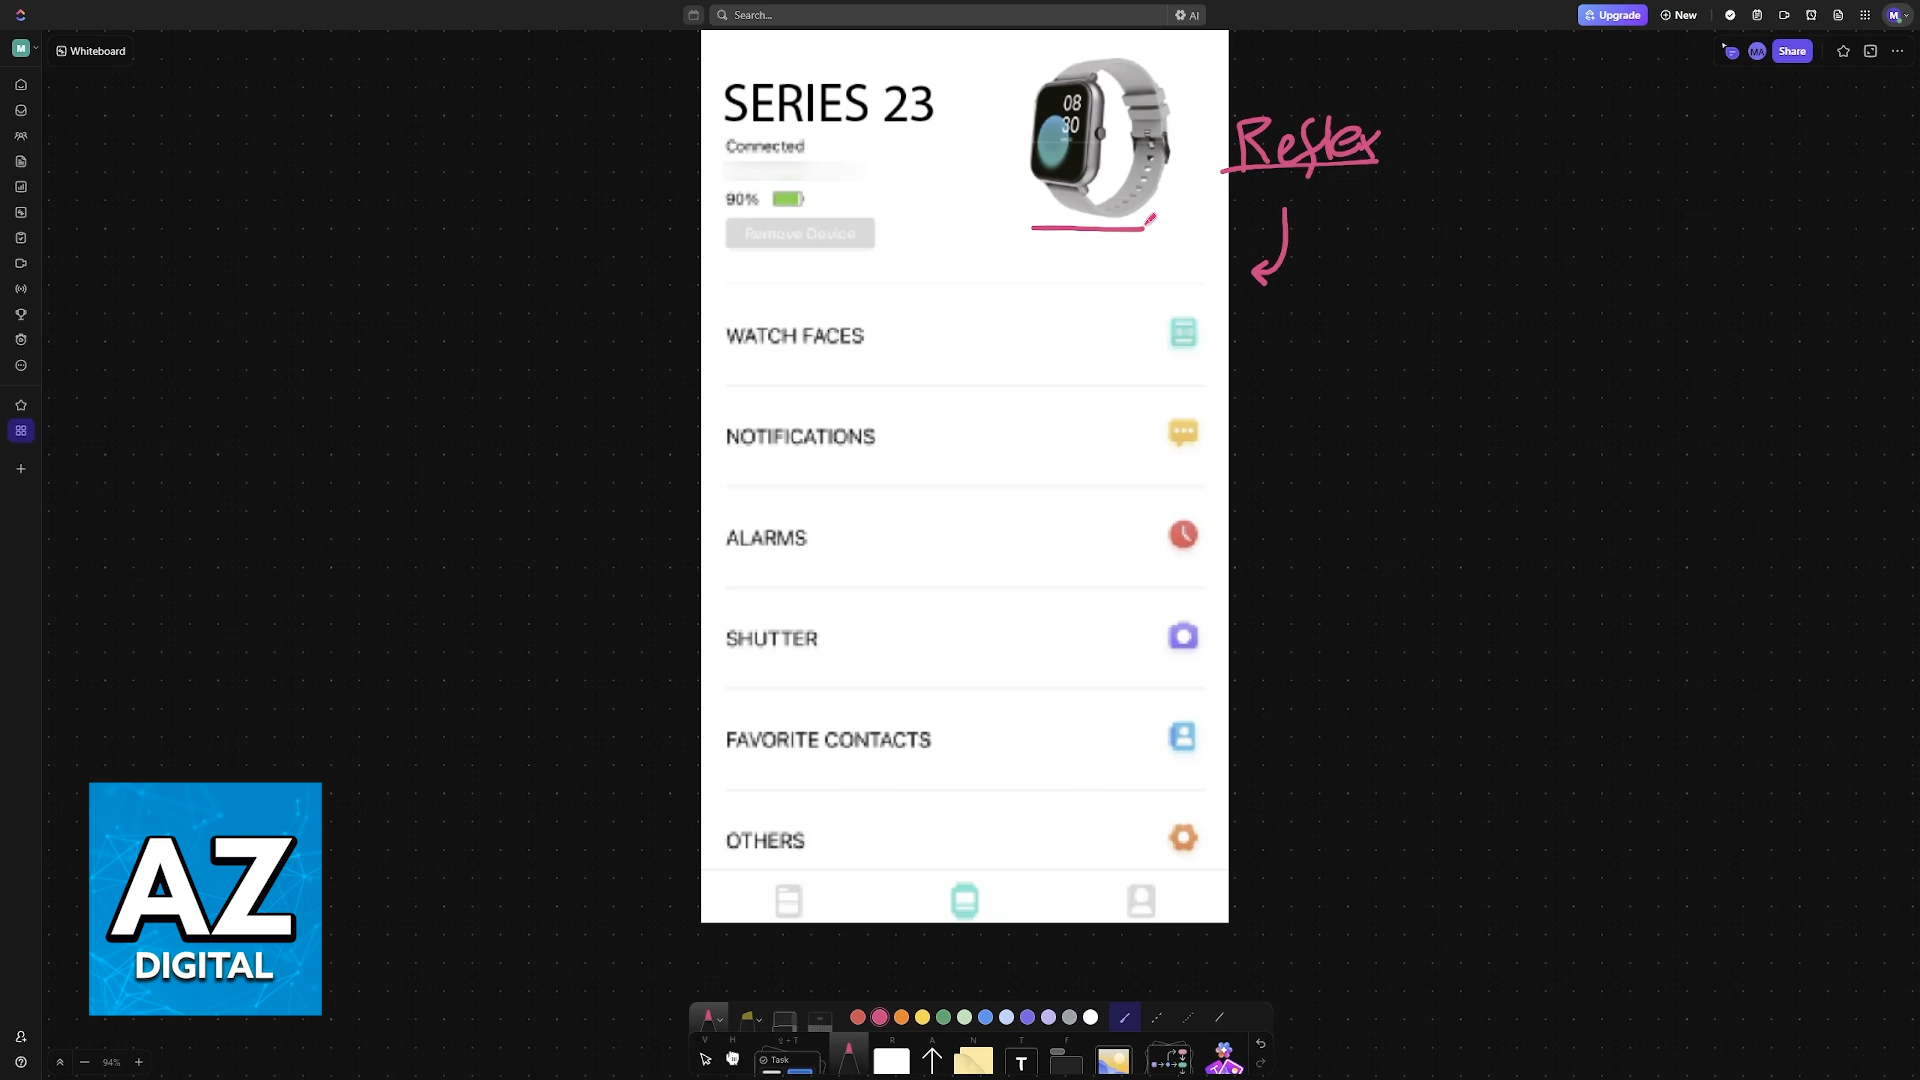 Search...
AI
Upgrade
New
M
M
Whiteboard
MA
Share
SERIES 23
08
30
Connected
90%
Remove Device
Reflex
WATCH FACES
NOTIFICATIONS
ALARMS
SHUTTER
FAVORITE CONTACTS
OTHERS
AZ
DIGITAL
94%
V
H
⇧ + T
R
A
N
T
F
Task
T